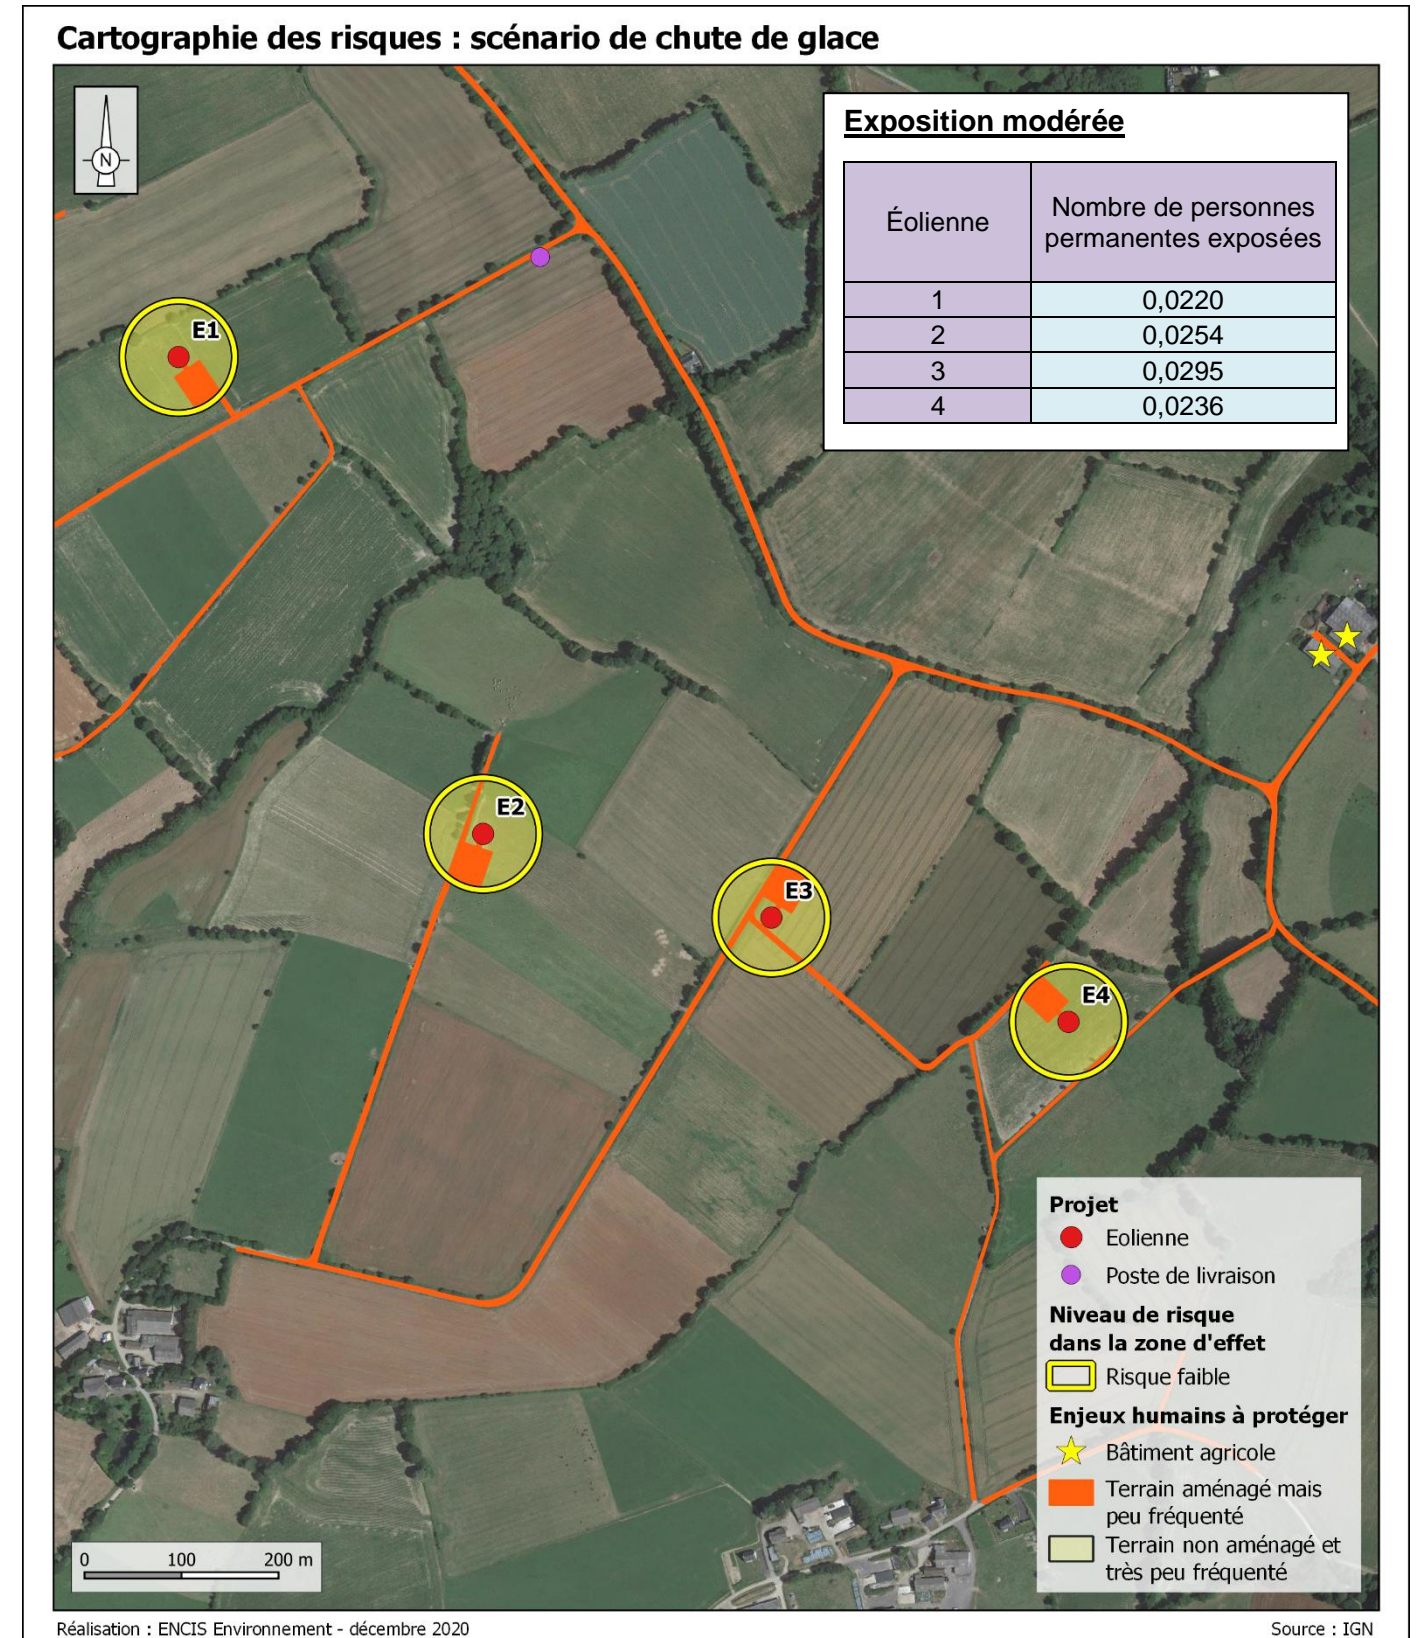 Cartographie des risques : scénario de chute de glace
N
Exposition modérée
Éolienne
Nombre de personnes
permanentes exposées
1 0,0220
2 0,0254
3 0,0295
4 0,0236
E1
E2
E3
E4
Projet
Eolienne
Poste de livraison
Niveau de risque
dans la zone d'effet
Risque faible
Enjeux humains à protéger
Bâtiment agricole
Terrain aménagé mais
peu fréquenté
Terrain non aménagé et
très peu fréquenté
0 100 200 m
Réalisation : ENCIS Environnement - décembre 2020
Source : IGN